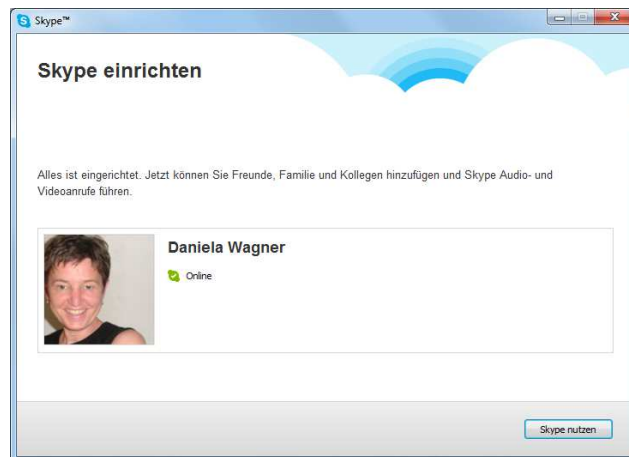 Skype™
Skype einrichten
Alles ist eingerichtet. Jetzt können Sie Freunde, Familie und Kollegen hinzufügen und Skype Audio- und
Videoanrufe führen.
Daniela Wagner
Online
Skype nutzen